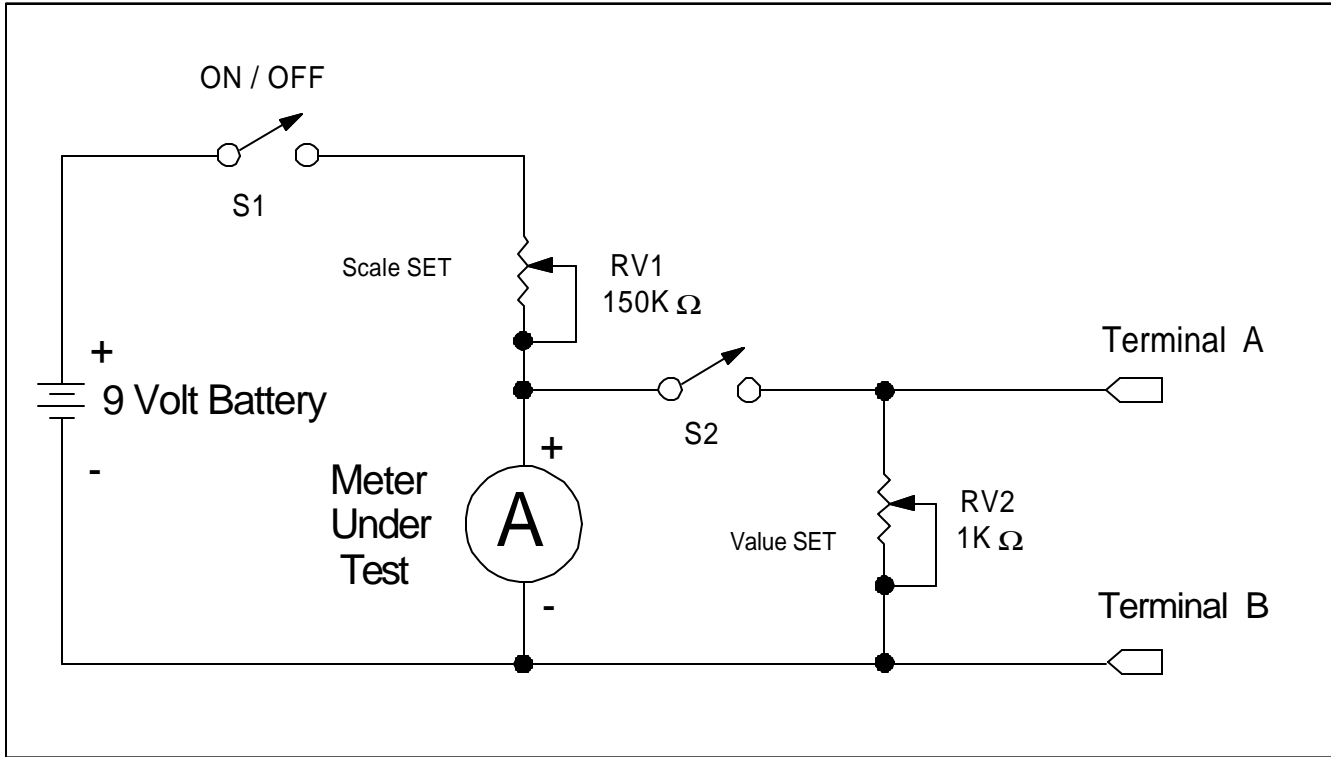 ON / OFF
S1
Scale SET
RV1
150K Ω
Terminal A
+
9 Volt Battery
-
S2
+
Meter
Under
Test
A
-
Value SET
RV2
1K Ω
Terminal B